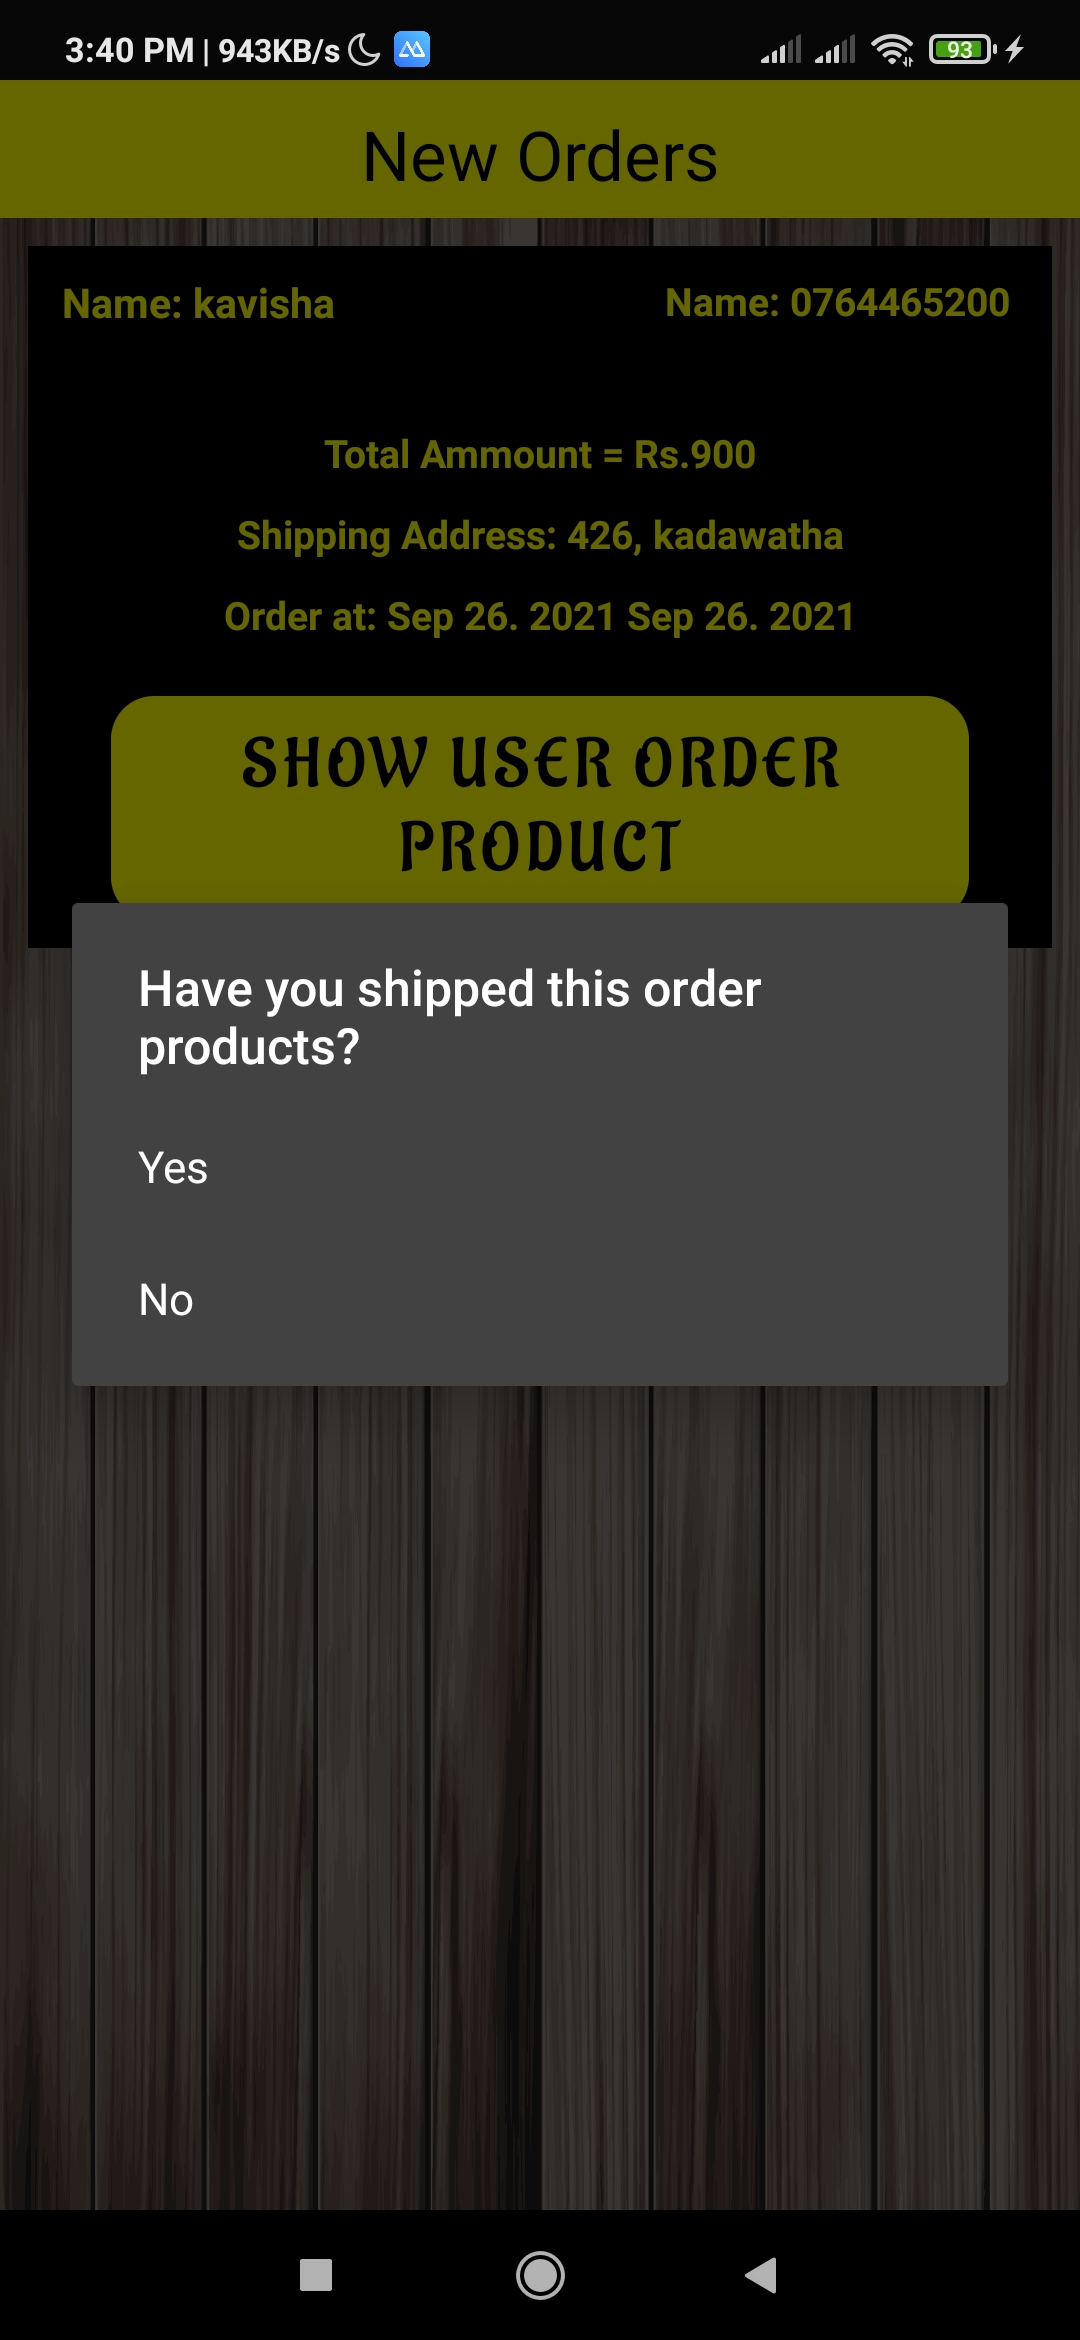 3:40 PM | 943KB/s 93
New Orders
Name: kavisha Name: 0764465200
Total Ammount = Rs.900
Shipping Address: 426, kadawatha
Order at: Sep 26. 2021 Sep 26. 2021
SHOW USER ORDER
PRODUCT
Have you shipped this order
products?
Yes
No